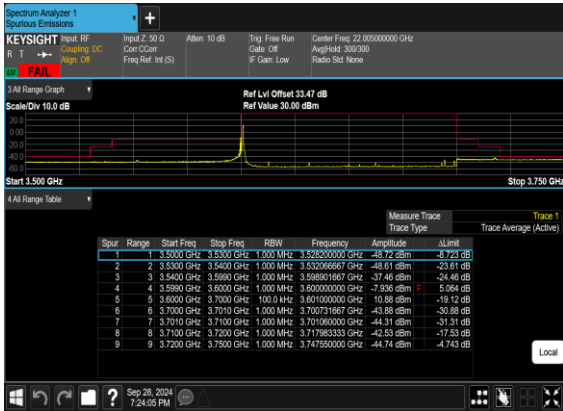 Spectrum Analyzer 1
Spurious Emissions
+
KEYSIGHT Input: RF Input Z: 50 Ω Atten: 10 dB Trig: Free Run Center Freq: 22.005000000 GHz
R T Coupling: DC Corr CCorr Gate: Off Avg|Hold: 300/300
Align: Off Freq Ref: Int (S) IF Gain: Low Radio Std: None
FAIL
3 All Range Graph
Ref Lvl Offset 33.47 dB
Scale/Div 10.0 dB Ref Value 30.00 dBm
20.0
0.00
-20.0
-40.0
-60.0
Start 3.500 GHz Stop 3.750 GHz
4 All Range Table
Measure Trace Trace 1
Trace Type Trace Average (Active)
Spur Range Start Freq Stop Freq RBW Frequency Amplitude ΔLimit
1 1 3.5000 GHz 3.5300 GHz 1.000 MHz 3.528200000 GHz -48.72 dBm -8.723 dB
2 2 3.5300 GHz 3.5400 GHz 1.000 MHz 3.532066667 GHz -48.61 dBm -23.61 dB
3 3 3.5400 GHz 3.5990 GHz 1.000 MHz 3.598901667 GHz -37.46 dBm -24.46 dB
4 4 3.5990 GHz 3.6000 GHz 1.000 MHz 3.600000000 GHz -7.936 dBm F 5.064 dB
5 5 3.6000 GHz 3.7000 GHz 100.0 kHz 3.601000000 GHz 10.88 dBm -19.12 dB
6 6 3.7000 GHz 3.7010 GHz 1.000 MHz 3.700731667 GHz -43.88 dBm -30.88 dB
7 7 3.7010 GHz 3.7100 GHz 1.000 MHz 3.701060000 GHz -44.31 dBm -31.31 dB
8 8 3.7100 GHz 3.7200 GHz 1.000 MHz 3.717983333 GHz -42.53 dBm -17.53 dB
9 9 3.7200 GHz 3.7500 GHz 1.000 MHz 3.747550000 GHz -44.74 dBm -4.743 dB
Local
? Sep 28, 2024
7:24:05 PM